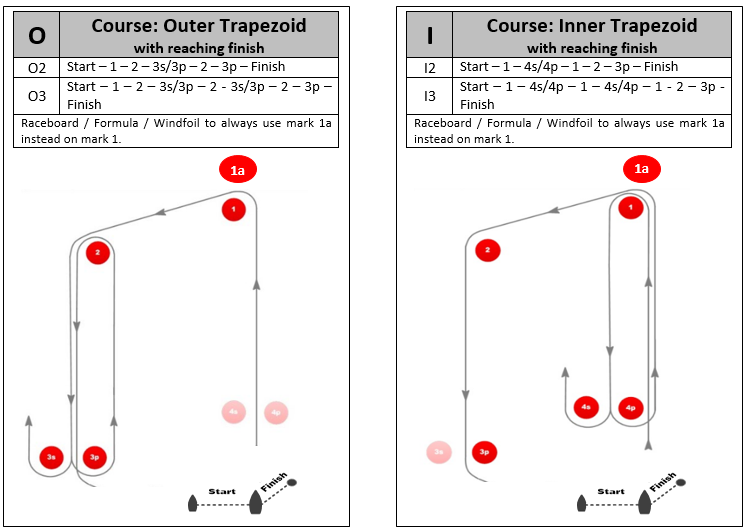 O
Course: Outer Trapezoid
with reaching finish
O2
Start – 1 – 2 – 3s/3p – 2 – 3p – Finish
O3
Start – 1 – 2 – 3s/3p – 2 - 3s/3p – 2 – 3p –
Finish
Raceboard / Formula / Windfoil to always use mark 1a
instead on mark 1.
1a
1
2
4s
4p
3s
3p
Start
Finish
I
Course: Inner Trapezoid
with reaching finish
I2
Start – 1 – 4s/4p – 1 – 2 – 3p – Finish
I3
Start – 1 – 4s/4p – 1 – 4s/4p – 1 - 2 – 3p -
Finish
Raceboard / Formula / Windfoil to always use mark 1a
instead on mark 1.
1a
1
2
4s
4p
3s
3p
Start
Finish